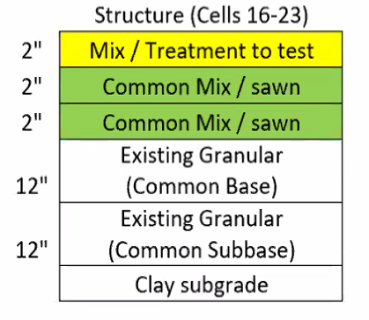 Structure (Cells 16-23)
2" Mix / Treatment to test
2" Common Mix / sawn
2" Common Mix / sawn
Existing Granular
12" (Common Base)
Existing Granular
12" (Common Subbase)
Clay subgrade